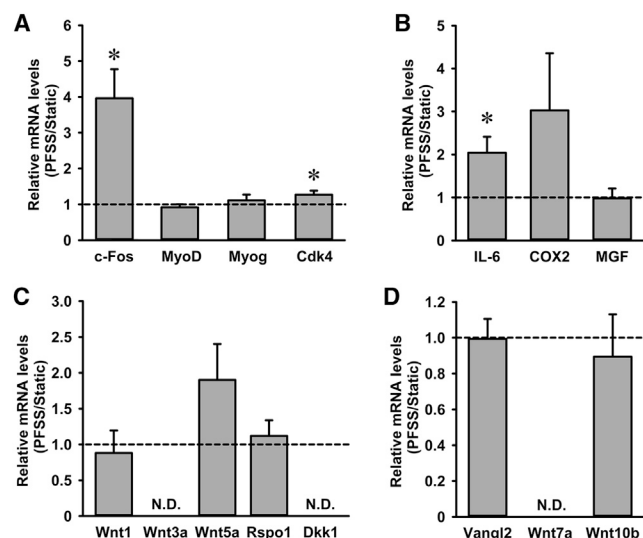 A
Relative mRNA levels
(PFSS/Static)
6
5
4
3
2
1
0
*
*
c-Fos MyoD Myog Cdk4
B
Relative mRNA levels
(PFSS/Static)
5
4
3
2
1
0
*
IL-6 COX2 MGF
C
Relative mRNA levels
(PFSS/Static)
3.0
2.5
2.0
1.5
1.0
0.5
0
N.D. N.D.
Wnt1 Wnt3a Wnt5a Rspo1 Dkk1
D
Relative mRNA levels
(PFSS/Static)
1.2
1.0
0.8
0.6
0.4
0.2
0
N.D.
Vangl2 Wnt7a Wnt10b